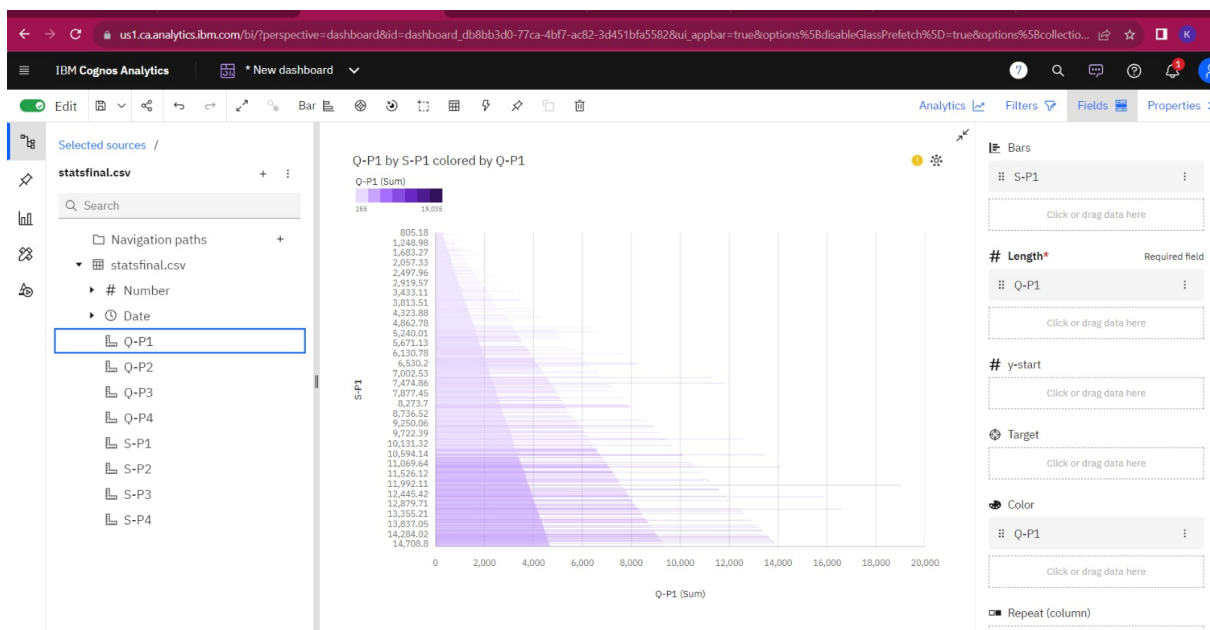 us1.ca.analytics.ibm.com/bi/?perspective=dashboard&id=dashboard_db8bb3d0-77ca-4bf7-ac82-3d451bfa5582&ui_appbar=true&options%5BdisableGlassPrefetch%5D=true&options%5Bcollectio...
K
IBM Cognos Analytics
* New dashboard
7
1
Edit
Bar
Analytics
Filters
Fields
Properties
Selected sources /
statsfinal.csv
Search
Navigation paths
statsfinal.csv
# Number
Date
Q-P1
Q-P2
Q-P3
Q-P4
S-P1
S-P2
S-P3
S-P4
Q-P1 by S-P1 colored by Q-P1
Q-P1 (Sum)
255 19,035
S-P1
805.18
1,248.98
1,683.27
2,057.33
2,497.96
2,919.57
3,433.11
3,813.51
4,323.88
4,862.78
5,240.01
5,671.13
6,130.78
6,530.2
7,002.53
7,474.86
7,877.45
8,273.7
8,736.52
9,250.06
9,722.39
10,131.32
10,594.14
11,069.64
11,526.12
11,992.11
12,445.42
12,879.71
13,355.21
13,837.05
14,284.02
14,708.8
0 2,000 4,000 6,000 8,000 10,000 12,000 14,000 16,000 18,000 20,000
Q-P1 (Sum)
Bars
S-P1
Click or drag data here
# Length* Required field
Q-P1
Click or drag data here
# y-start
Click or drag data here
Target
Click or drag data here
Color
Q-P1
Click or drag data here
Repeat (column)